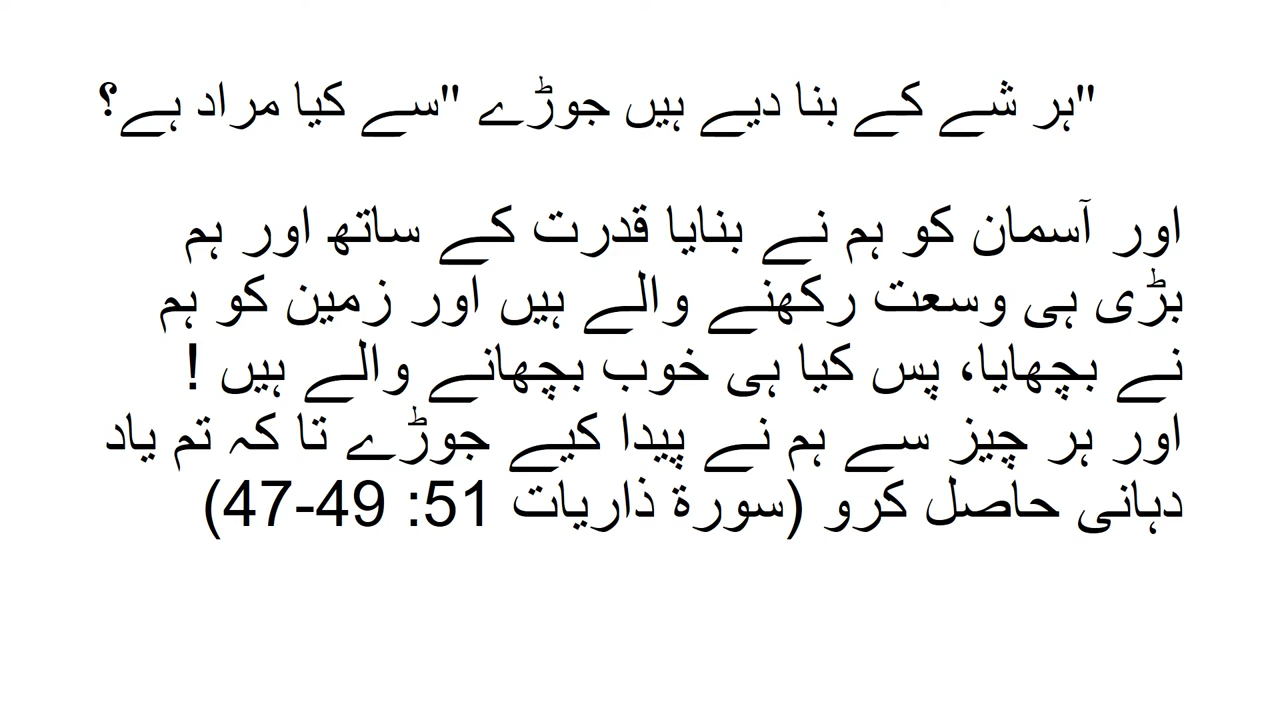 "ہر شے کے بنا دیے ہیں جوڑے "سے کیا مراد ہے؟
اور آسمان کو ہم نے بنایا قدرت کے ساتھ اور ہم
بڑی ہی وسعت رکھنے والے ہیں اور زمین کو ہم
نے بچھایا، پس کیا ہی خوب بچھانے والے ہیں !
اور ہر چیز سے ہم نے پیدا کیے جوڑے تا کہ تم یاد
دہانی حاصل کرو (سورۃ ذاریات 51: 49-47)